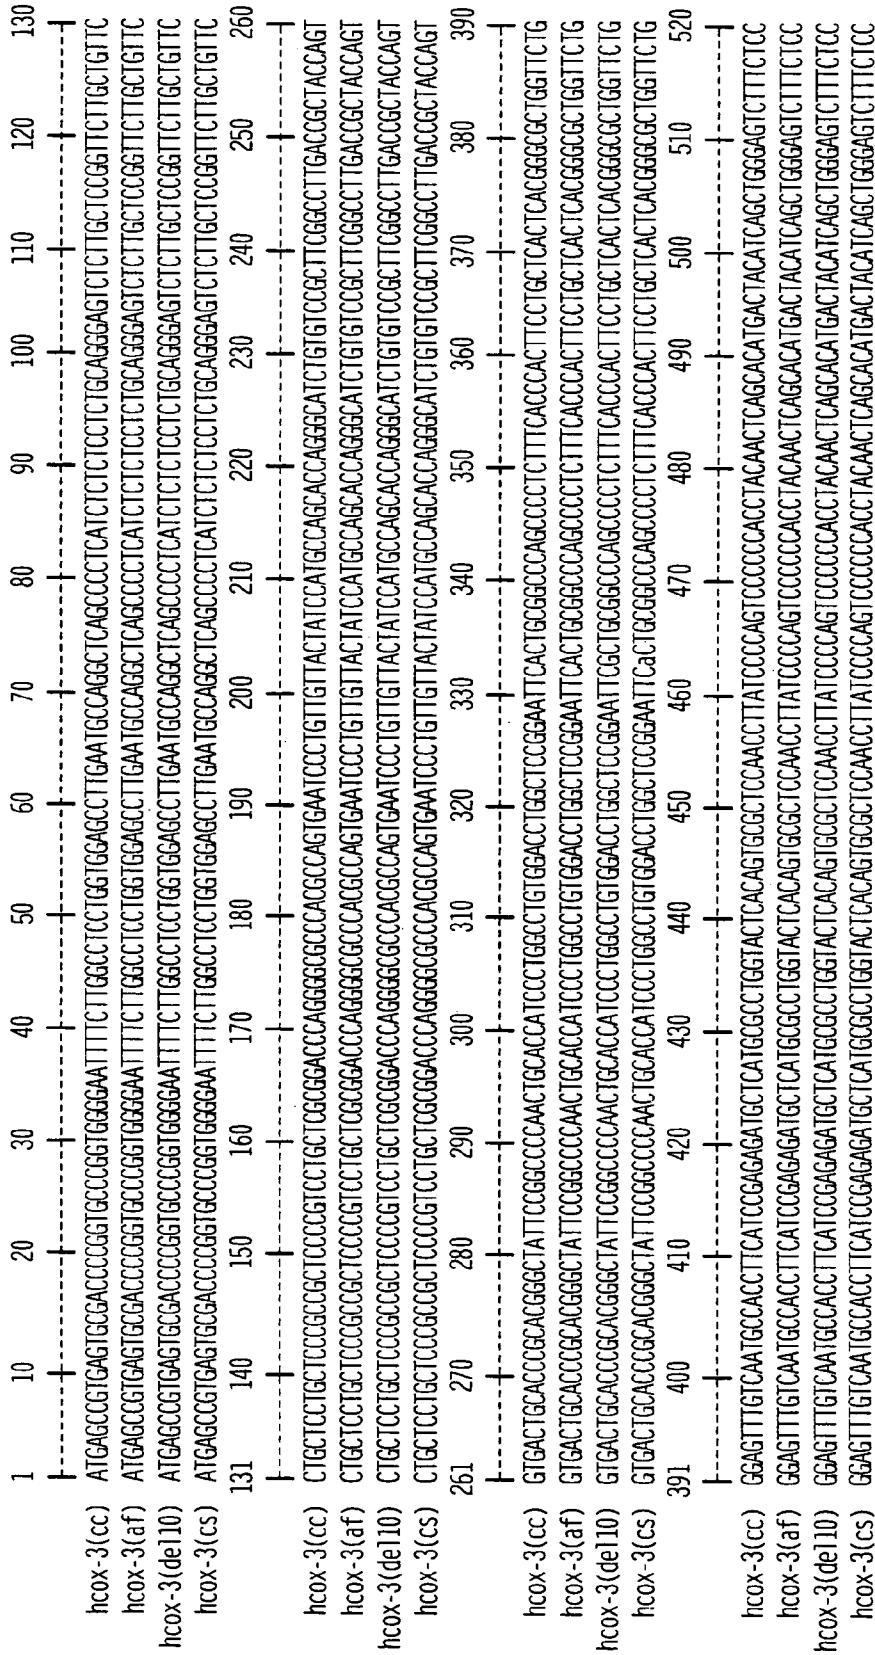 1 10 20 30 40 50 60 70 80 90 100 110 120 130
hcox-3(cc) ATGAGCCGTGAGTGCGACCCCGGTGCCCGGTGGGGAATTTTCTTGGCCTCCTGGTGGAGCCTTGAATGCCAGGCTCAGCCCCTCATCTCTCTCCTCTGCAGGGAGTCTCTTGCTCCGGTTCTTGCTGTTC
hcox-3(af) ATGAGCCGTGAGTGCGACCCCGGTGCCCGGTGGGGAATTTTCTTGGCCTCCTGGTGGAGCCTTGAATGCCAGGCTCAGCCCCTCATCTCTCTCCTCTGCAGGGAGTCTCTTGCTCCGGTTCTTGCTGTTC
hcox-3(del10) ATGAGCCGTGAGTGCGACCCCGGTGCCCGGTGGGGAATTTTCTTGGCCTCCTGGTGGAGCCTTGAATGCCAGGCTCAGCCCCTCATCTCTCTCCTCTGCAGGGAGTCTCTTGCTCCGGTTCTTGCTGTTC
hcox-3(cs) ATGAGCCGTGAGTGCGACCCCGGTGCCCGGTGGGGAATTTTCTTGGCCTCCTGGTGGAGCCTTGAATGCCAGGCTCAGCCCCTCATCTCTCTCCTCTGCAGGGAGTCTCTTGCTCCGGTTCTTGCTGTTC
131 140 150 160 170 180 190 200 210 220 230 240 250 260
hcox-3(cc) CTGCTCCTGCTCCCGCCGCTCCCCGTCCTGCTCGCGGACCCAGGGGCGCCCACGCCAGTGAATCCCTGTTGTTACTATCCATGCCAGCACCAGGGCATCTGTGTCCGCTTCGGCCTTGACCGCTACCAGT
hcox-3(af) CTGCTCCTGCTCCCGCCGCTCCCCGTCCTGCTCGCGGACCCAGGGGCGCCCACGCCAGTGAATCCCTGTTGTTACTATCCATGCCAGCACCAGGGCATCTGTGTCCGCTTCGGCCTTGACCGCTACCAGT
hcox-3(del10) CTGCTCCTGCTCCCGCCGCTCCCCGTCCTGCTCGCGGACCCAGGGGCGCCCACGCCAGTGAATCCCTGTTGTTACTATCCATGCCAGCACCAGGGCATCTGTGTCCGCTTCGGCCTTGACCGCTACCAGT
hcox-3(cs) CTGCTCCTGCTCCCGCCGCTCCCCGTCCTGCTCGCGGACCCAGGGGCGCCCACGCCAGTGAATCCCTGTTGTTACTATCCATGCCAGCACCAGGGCATCTGTGTCCGCTTCGGCCTTGACCGCTACCAGT
261 270 280 290 300 310 320 330 340 350 360 370 380 390
hcox-3(cc) GTGACTGCACCCGCACGGGCTATTCCGGCCCCAACTGCACCATCCCTGGCCTGTGGACCTGGCTCCGGAATTCACTGCGGCCCAGCCCCTCTTTCACCCACTTCCTGCTCACTCACGGGCGCTGGTTCTG
hcox-3(af) GTGACTGCACCCGCACGGGCTATTCCGGCCCCAACTGCACCATCCCTGGCCTGTGGACCTGGCTCCGGAATTCACTGCGGCCCAGCCCCTCTTTCACCCACTTCCTGCTCACTCACGGGCGCTGGTTCTG
hcox-3(del10) GTGACTGCACCCGCACGGGCTATTCCGGCCCCAACTGCACCATCCCTGGCCTGTGGACCTGGCTCCGGAATTCGCTGCGGCCCAGCCCCTCTTTCACCCACTTCCTGCTCACTCACGGGCGCTGGTTCTG
hcox-3(cs) GTGACTGCACCCGCACGGGCTATTCCGGCCCCAACTGCACCATCCCTGGCCTGTGGACCTGGCTCCGGAATTCaCTGCGGCCCAGCCCCTCTTTCACCCACTTCCTGCTCACTCACGGGCGCTGGTTCTG
391 400 410 420 430 440 450 460 470 480 490 500 510 520
hcox-3(cc) GGAGTTTGTCAATGCCACCTTCATCCGAGAGATGCTCATGCGCCTGGTACTCACAGTGCGCTCCAACCTTATCCCCAGTCCCCCCACCTACAACTCAGCACATGACTACATCAGCTGGGAGTCTTTCTCC
hcox-3(af) GGAGTTTGTCAATGCCACCTTCATCCGAGAGATGCTCATGCGCCTGGTACTCACAGTGCGCTCCAACCTTATCCCCAGTCCCCCCACCTACAACTCAGCACATGACTACATCAGCTGGGAGTCTTTCTCC
hcox-3(del10) GGAGTTTGTCAATGCCACCTTCATCCGAGAGATGCTCATGCGCCTGGTACTCACAGTGCGCTCCAACCTTATCCCCAGTCCCCCCACCTACAACTCAGCACATGACTACATCAGCTGGGAGTCTTTCTCC
hcox-3(cs) GGAGTTTGTCAATGCCACCTTCATCCGAGAGATGCTCATGCGCCTGGTACTCACAGTGCGCTCCAACCTTATCCCCAGTCCCCCCACCTACAACTCAGCACATGACTACATCAGCTGGGAGTCTTTCTCC